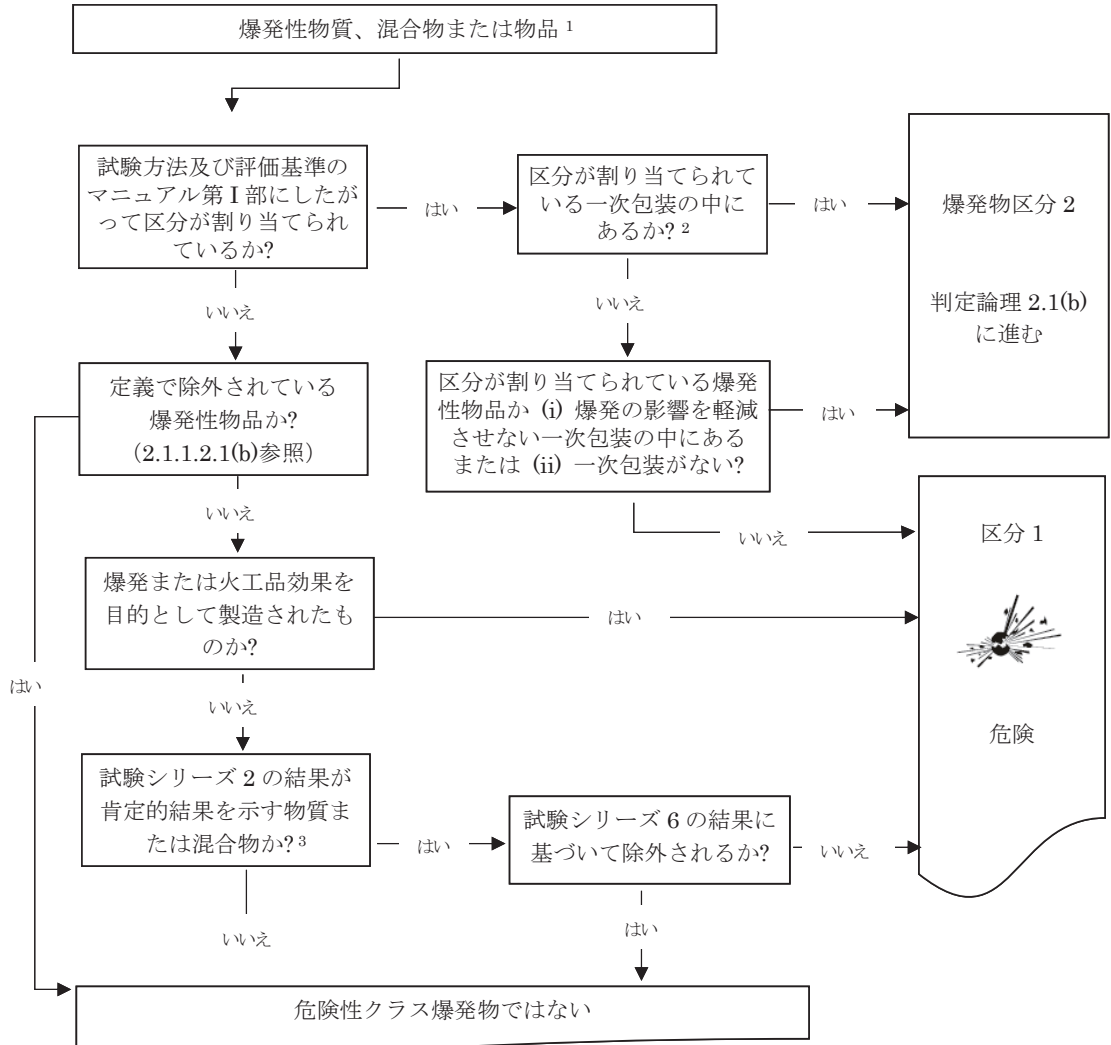 爆発性物質、混合物または物品 1
試験方法及び評価基準の
マニュアル第Ⅰ部にしたが
って区分が割り当てられ
ているか?
はい
区分が割り当てられて
いる一次包装の中に
あるか? 2
はい
爆発物区分 2
判定論理 2.1(b)
に進む
いいえ
いいえ
定義で除外されている
爆発性物品か?
(2.1.1.2.1(b)参照)
区分が割り当てられている爆発
性物品か (i) 爆発の影響を軽減
させない一次包装の中にある
または (ii) 一次包装がない?
はい
いいえ
いいえ
区分 1
爆発または火工品効果を
目的として製造されたも
のか?
はい
はい
いいえ
危険
試験シリーズ 2 の結果が
肯定的結果を示す物質ま
たは混合物か? 3
はい
試験シリーズ 6 の結果に
基づいて除外されるか?
いいえ
いいえ
はい
危険性クラス爆発物ではない